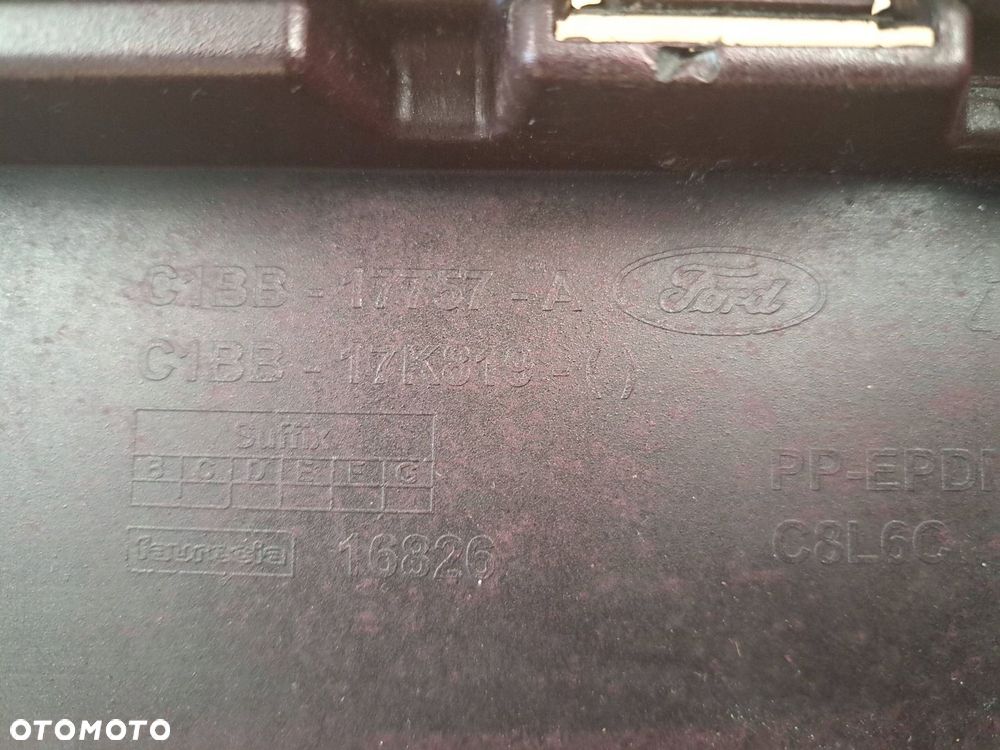 C1BB - 17757 - A Ford
C1BB - 17K819 - ( )
Suffix
B C D E F G
faurecia 16826
PP-EPDM
C8L6C
OTOMOTO